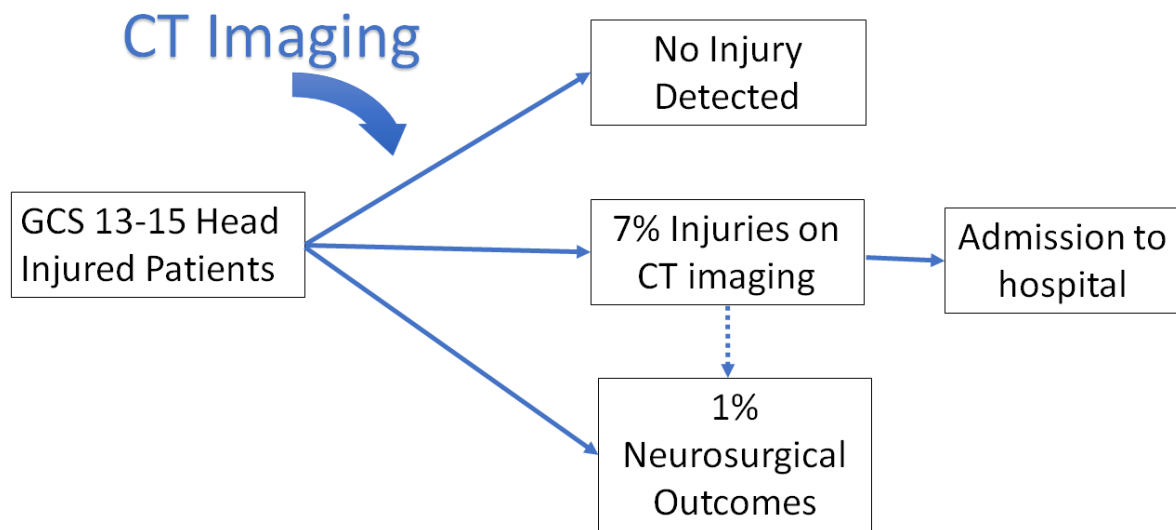 CT Imaging
No Injury
Detected
GCS 13-15 Head
Injured Patients
7% Injuries on
CT imaging
Admission to
hospital
1%
Neurosurgical
Outcomes